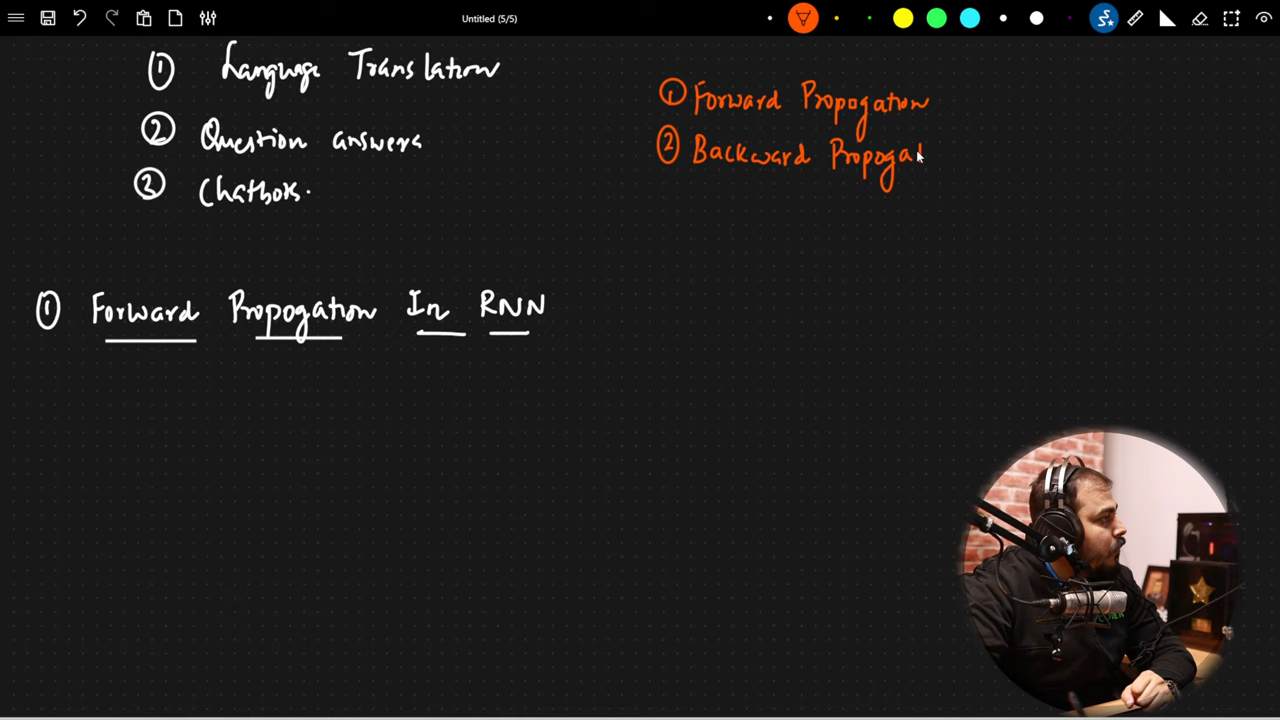 Untitled (5/5)
① Language Translation
② Question answers
③ Chatbots.
① Forward Propogation
② Backward Propogat
① Forward Propogation In RNN